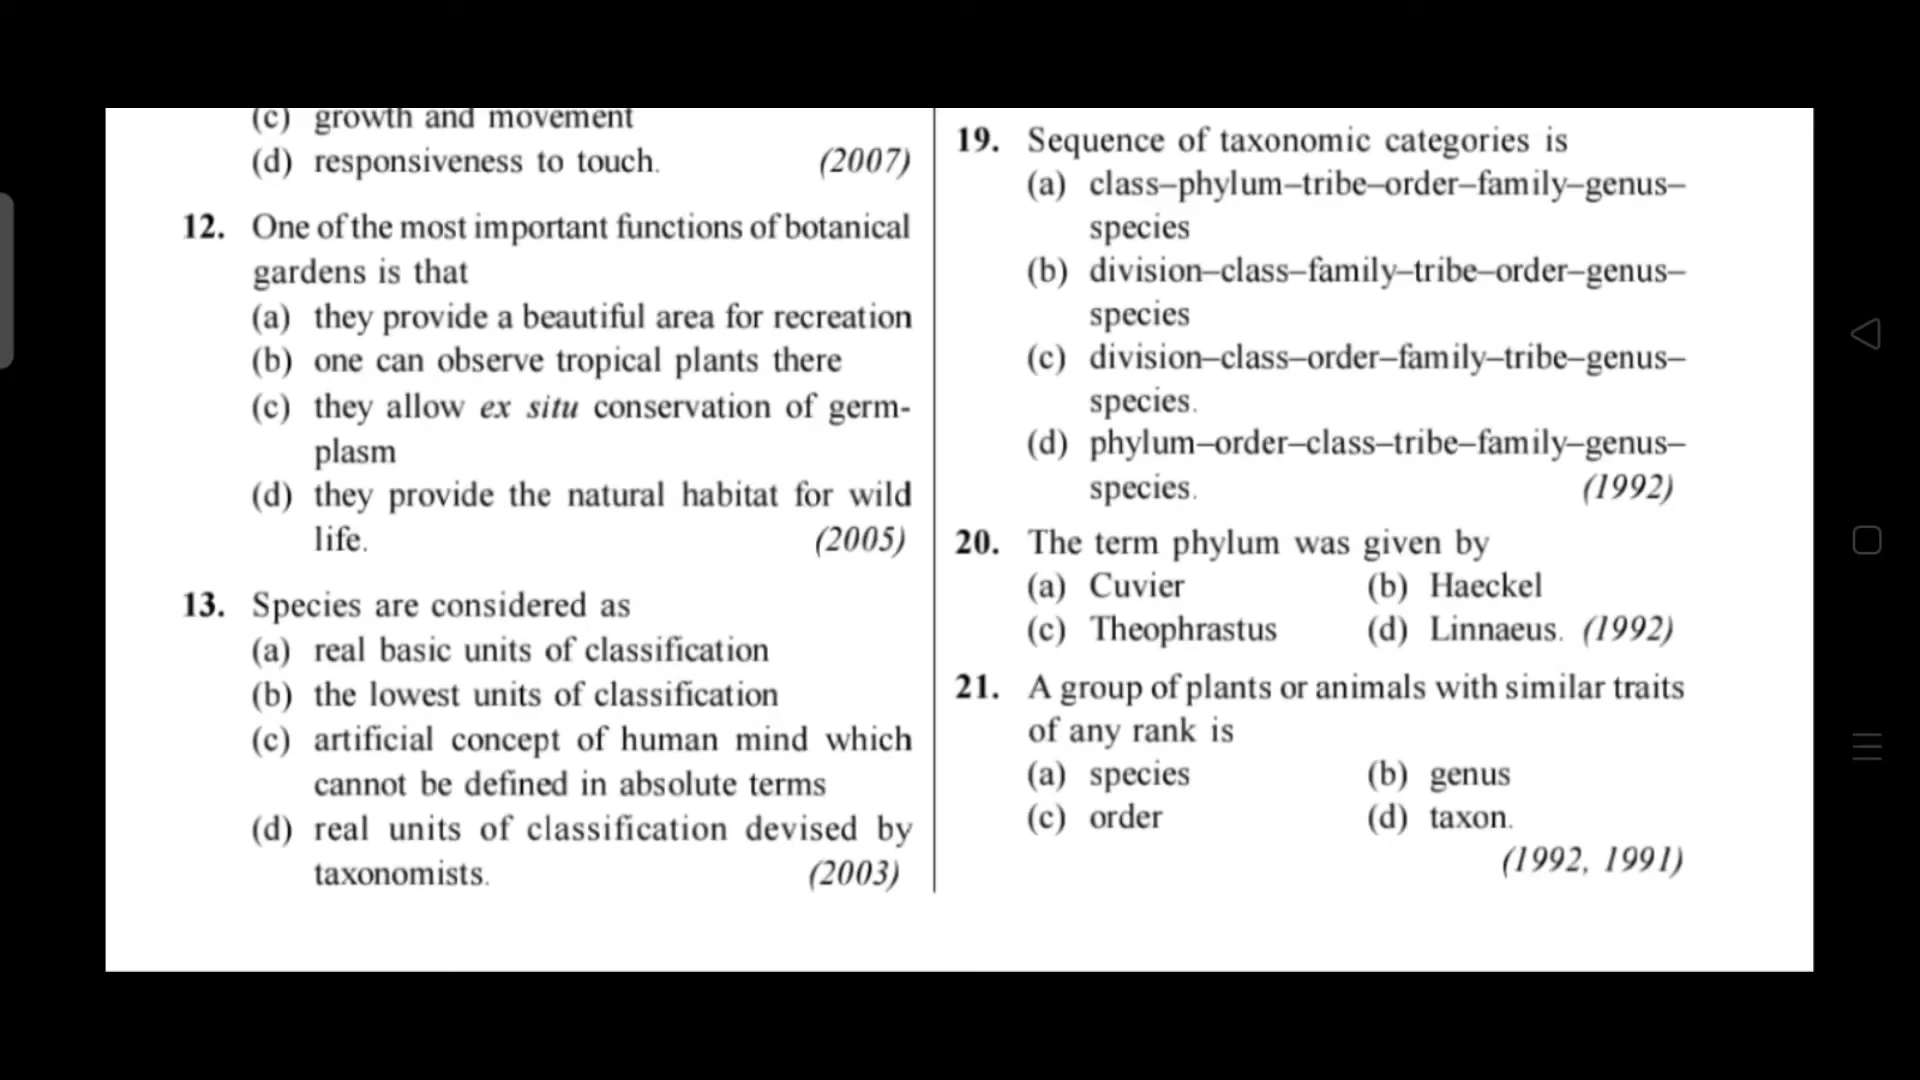 (c) growth and movement
(d) responsiveness to touch. (2007)
12. One of the most important functions of botanical
gardens is that
(a) they provide a beautiful area for recreation
(b) one can observe tropical plants there
(c) they allow ex situ conservation of germ-
plasm
(d) they provide the natural habitat for wild
life. (2005)
13. Species are considered as
(a) real basic units of classification
(b) the lowest units of classification
(c) artificial concept of human mind which
cannot be defined in absolute terms
(d) real units of classification devised by
taxonomists. (2003)
19. Sequence of taxonomic categories is
(a) class–phylum–tribe–order–family–genus–
species
(b) division–class–family–tribe–order–genus–
species
(c) division–class–order–family–tribe–genus–
species.
(d) phylum–order–class–tribe–family–genus–
species. (1992)
20. The term phylum was given by
(a) Cuvier (b) Haeckel
(c) Theophrastus (d) Linnaeus. (1992)
21. A group of plants or animals with similar traits
of any rank is
(a) species (b) genus
(c) order (d) taxon.
(1992, 1991)